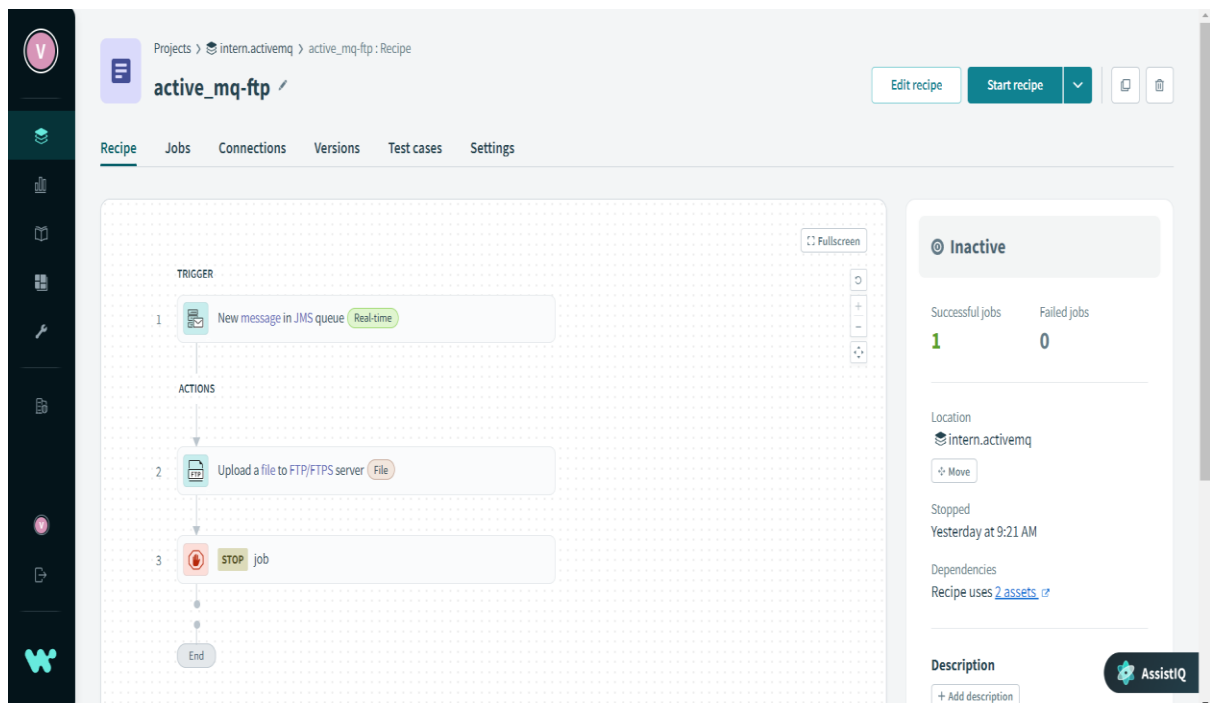 V
Projects > intern.activemq > active_mq-ftp : Recipe
active_mq-ftp
Edit recipe
Start recipe
Recipe Jobs Connections Versions Test cases Settings
Fullscreen
Inactive
TRIGGER
1 New message in JMS queue Real-time
Successful jobs Failed jobs
1 0
ACTIONS
Location
intern.activemq
Move
2 FTP Upload a file to FTP/FTPS server File
Stopped
Yesterday at 9:21 AM
3 STOP job
Dependencies
Recipe uses 2 assets
V
End
Description
+ Add description
AssistIQ